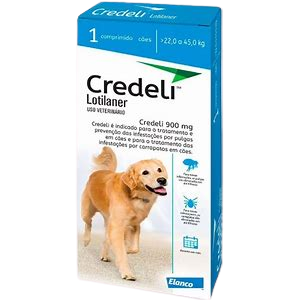 1 comprimido cães >22,0 a 45,0 kg
Credeli™
Lotilaner
USO VETERINÁRIO
Credeli 900 mg
Credeli é indicado para o tratamento e
prevenção das infestações por pulgas
em cães e para o tratamento das
infestações por carrapatos em cães.
Elanco